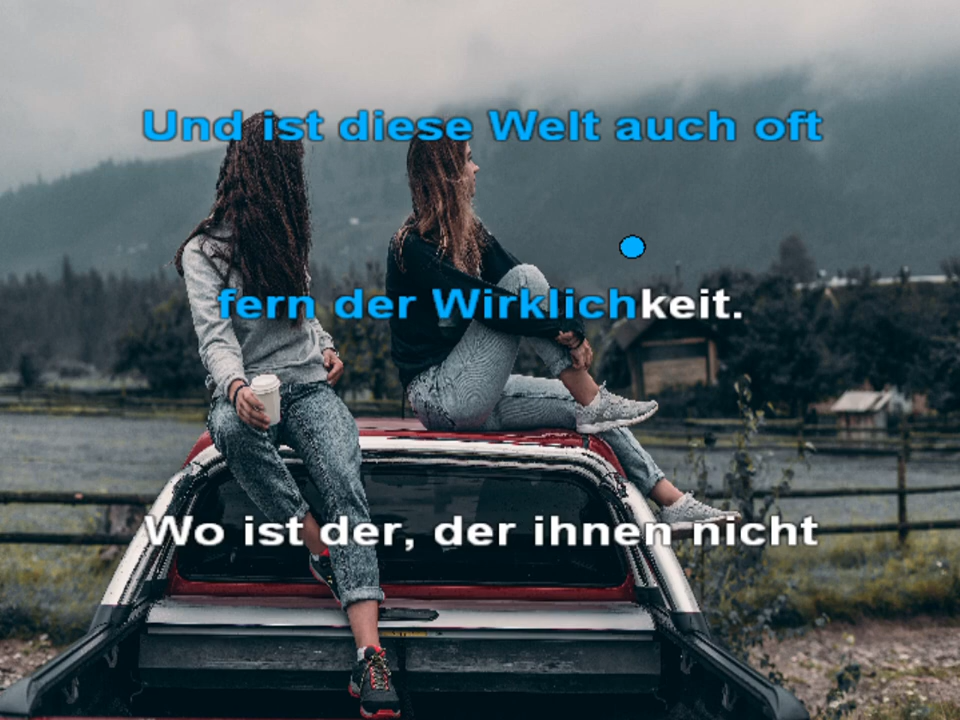 Und ist diese Welt auch oft
fern der Wirklichkeit.
Wo ist der, der ihnen nicht